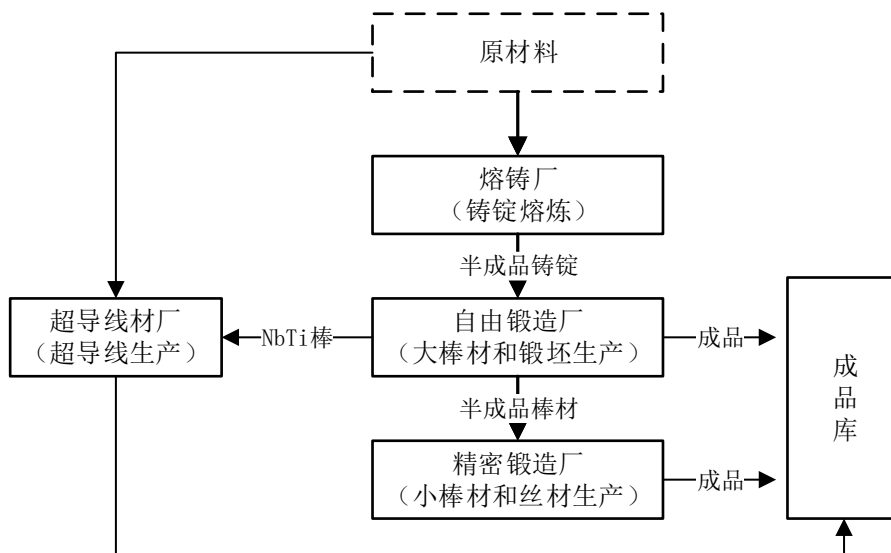 原材料
熔铸厂
（铸锭熔炼）
半成品铸锭
超导线材厂
（超导线生产）
NbTi棒
自由锻造厂
（大棒材和锻坯生产）
成品
成
品
库
半成品棒材
精密锻造厂
（小棒材和丝材生产）
成品